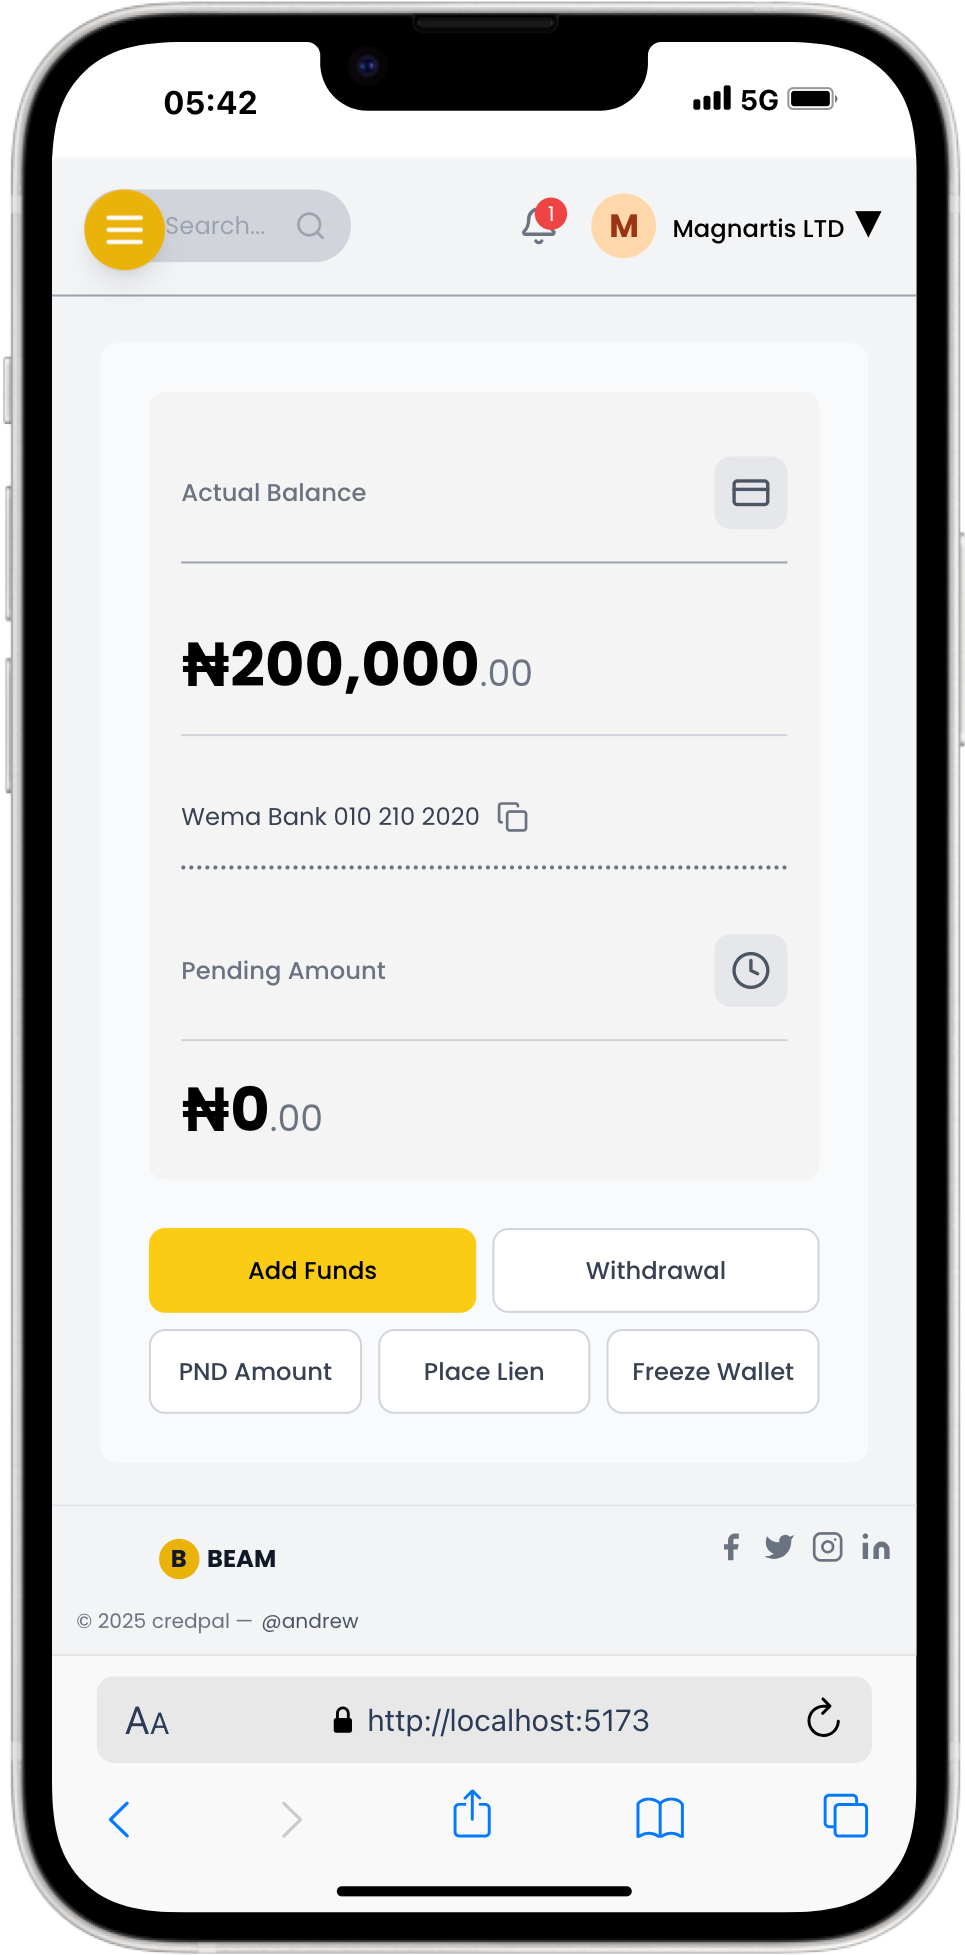 05:42 5G
Search... 1 M Magnartis LTD ▼
Actual Balance
₦200,000.00
Wema Bank 010 210 2020
Pending Amount
₦0.00
Add Funds Withdrawal
PND Amount Place Lien Freeze Wallet
B BEAM
© 2025 credpal — @andrew
AA http://localhost:5173